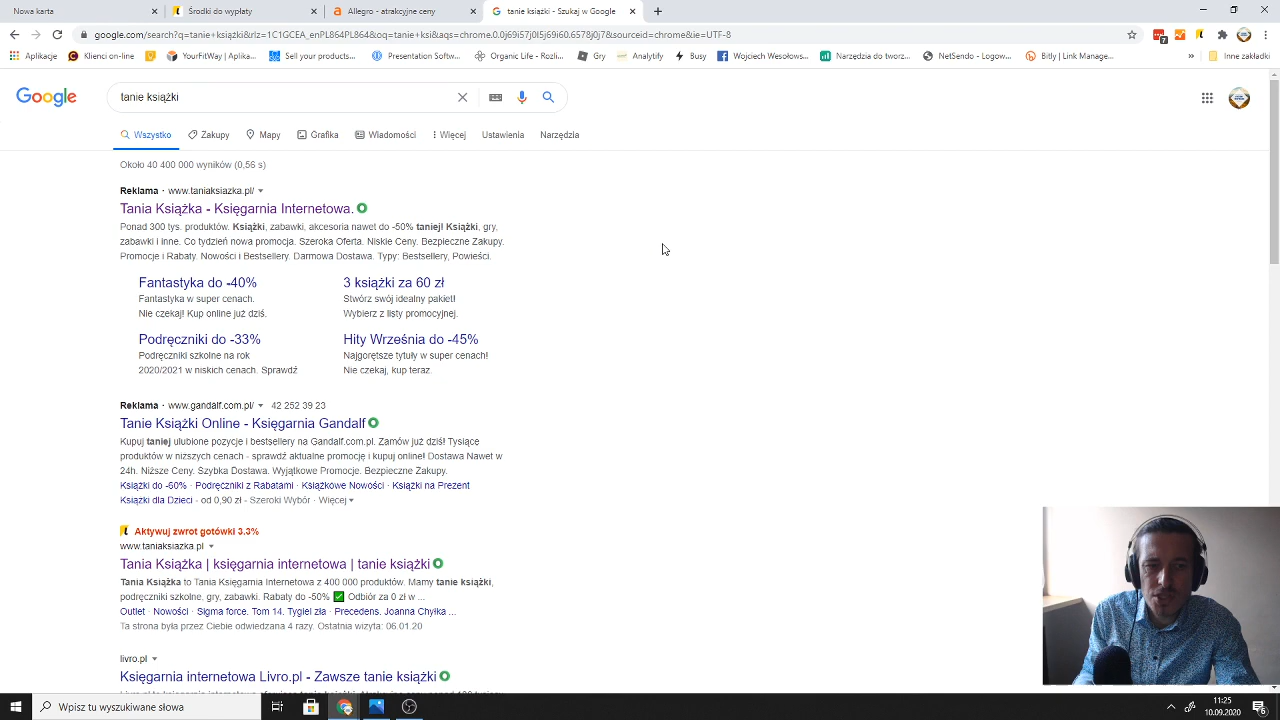 Nowa karta
Środki do wypłaty
Allegro - atrakcyjne ceny
tanie książki - Szukaj w Google
google.com/search?q=tanie+książki&rlz=1C1GCEA_enPL864PL864&oq=tanie+ksi&aqs=chrome.0.0j69i57j0l5j69i60.6578j0j7&sourceid=chrome&ie=UTF-8
7
Aplikacje
Klienci on-line
YourFitWay | Aplika...
Sell your products...
Presentation softw...
Organic Life - Rozli...
Gry
Analytify
Busy
Wojciech Wesołows...
Narzędzia do tworz...
NetSendo - Logow...
Bitly | Link Manage...
»
Inne zakładki
Google
tanie książki
Wszystko
Zakupy
Mapy
Grafika
Wiadomości
Więcej
Ustawienia
Narzędzia
Około 40 400 000 wyników (0,56 s)
Reklama · www.taniaksiazka.pl/
Tania Książka - Księgarnia Internetowa.
Ponad 300 tys. produktów. Książki, zabawki, akcesoria nawet do -50% taniej! Książki, gry,
zabawki i inne. Co tydzień nowa promocja. Szeroka Oferta. Niskie Ceny. Bezpieczne Zakupy.
Promocje i Rabaty. Nowości i Bestsellery. Darmowa Dostawa. Typy: Bestsellery, Powieści.
Fantastyka do -40%
Fantastyka w super cenach.
Nie czekaj! Kup online już dziś.
3 książki za 60 zł
Stwórz swój idealny pakiet!
Wybierz z listy promocyjnej.
Podręczniki do -33%
Podręczniki szkolne na rok
2020/2021 w niskich cenach. Sprawdź
Hity Września do -45%
Najgorętsze tytuły w super cenach!
Nie czekaj, kup teraz.
Reklama · www.gandalf.com.pl/ 42 252 39 23
Tanie Książki Online - Księgarnia Gandalf
Kupuj taniej ulubione pozycje i bestsellery na Gandalf.com.pl. Zamów już dziś! Tysiące
produktów w niższych cenach - sprawdź aktualne promocje i kupuj online! Dostawa Nawet w
24h. Niższe Ceny. Szybka Dostawa. Wyjątkowe Promocje. Bezpieczne Zakupy.
Książki do -60% · Podręczniki z Rabatami · Książkowe Nowości · Książki na Prezent
Książki dla Dzieci - od 0,90 zł - Szeroki Wybór · Więcej
Aktywuj zwrot gotówki 3.3%
www.taniaksiazka.pl
Tania Książka | księgarnia internetowa | tanie książki
Tania Książka to Tania Księgarnia Internetowa z 400 000 produktów. Mamy tanie książki,
podręczniki szkolne, gry, zabawki. Rabaty do -50% ✅ Odbiór za 0 zł w ...
Outlet · Nowości · Sigma force. Tom 14. Tygiel zła · Precedens. Joanna Chyłka ...
Ta strona była przez Ciebie odwiedzana 4 razy. Ostatnia wizyta: 06.01.20
livro.pl
Księgarnia internetowa Livro.pl - Zawsze tanie książki
Wpisz tu wyszukiwane słowa
11:25
10.09.2020